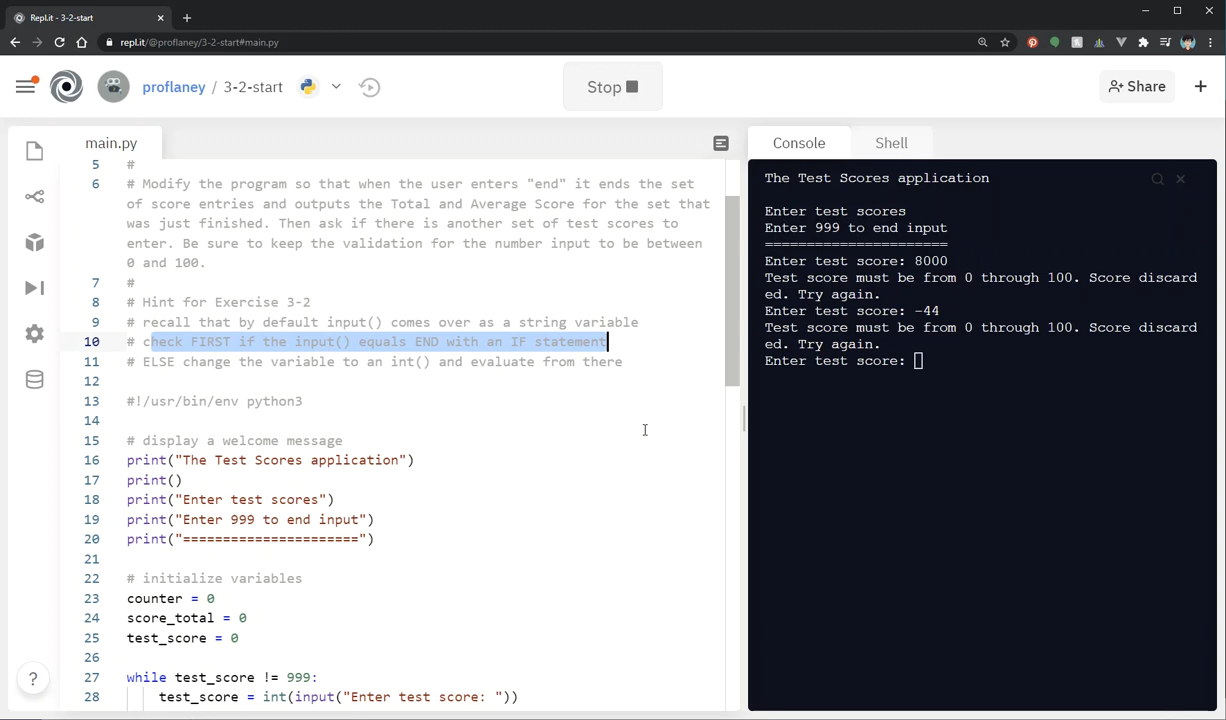 Repl.it - 3-2-start
repl.it/@proflaney/3-2-start#main.py
proflaney / 3-2-start
Stop
Share
main.py
Console
Shell
5 #
6 # Modify the program so that when the user enters "end" it ends the set
of score entries and outputs the Total and Average Score for the set that
was just finished. Then ask if there is another set of test scores to
enter. Be sure to keep the validation for the number input to be between
0 and 100.
7 #
8 # Hint for Exercise 3-2
9 # recall that by default input() comes over as a string variable
10 # check FIRST if the input() equals END with an IF statement
11 # ELSE change the variable to an int() and evaluate from there
12
13 #!/usr/bin/env python3
14
15 # display a welcome message
16 print("The Test Scores application")
17 print()
18 print("Enter test scores")
19 print("Enter 999 to end input")
20 print("======================")
21
22 # initialize variables
23 counter = 0
24 score_total = 0
25 test_score = 0
26
27 while test_score != 999:
28 test_score = int(input("Enter test score: "))
The Test Scores application
Enter test scores
Enter 999 to end input
======================
Enter test score: 8000
Test score must be from 0 through 100. Score discard
ed. Try again.
Enter test score: -44
Test score must be from 0 through 100. Score discard
ed. Try again.
Enter test score:
?